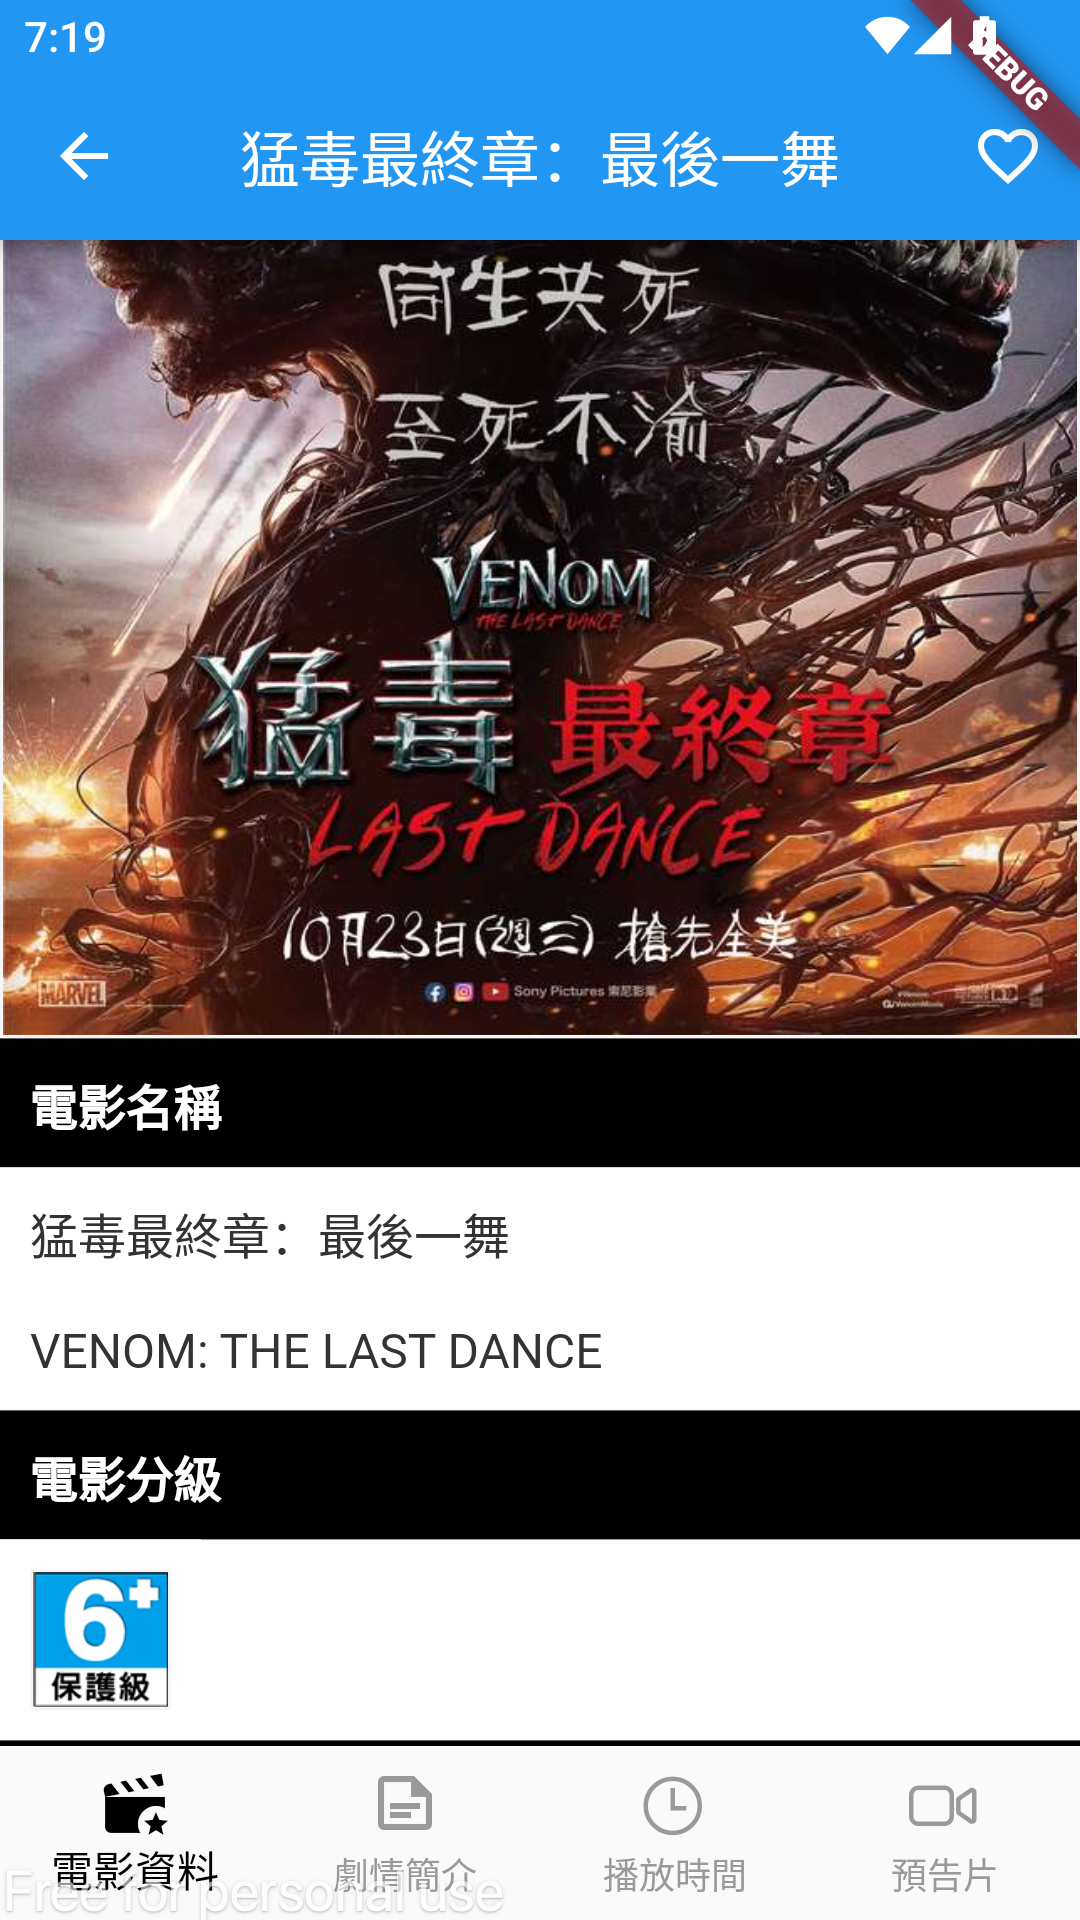 7:19
DEBUG
猛毒最終章：最後一舞
同生共死
至死不渝
VENOM
THE LAST DANCE
猛毒 最終章
LAST DANCE
10月23日(週三) 搶先全美
MARVEL
Sony Pictures 索尼影業
電影名稱
猛毒最終章：最後一舞
VENOM: THE LAST DANCE
電影分級
6+
保護級
電影資料
劇情簡介
播放時間
預告片
Free for personal use